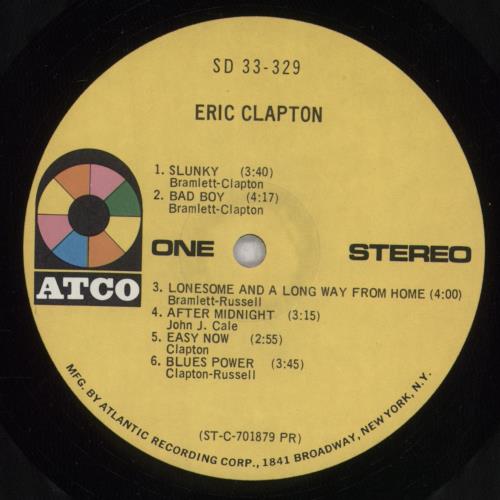 SD 33-329
ERIC CLAPTON
1. SLUNKY (3:40)
Bramlett-Clapton
2. BAD BOY (4:17)
Bramlett-Clapton
ONE STEREO
ATCO
3. LONESOME AND A LONG WAY FROM HOME (4:00)
Bramlett-Russell
4. AFTER MIDNIGHT (3:15)
John J. Cale
5. EASY NOW (2:55)
Clapton
6. BLUES POWER (3:45)
Clapton-Russell
(ST-C-701879 PR)
MFG. BY ATLANTIC RECORDING CORP., 1841 BROADWAY, NEW YORK, N.Y.